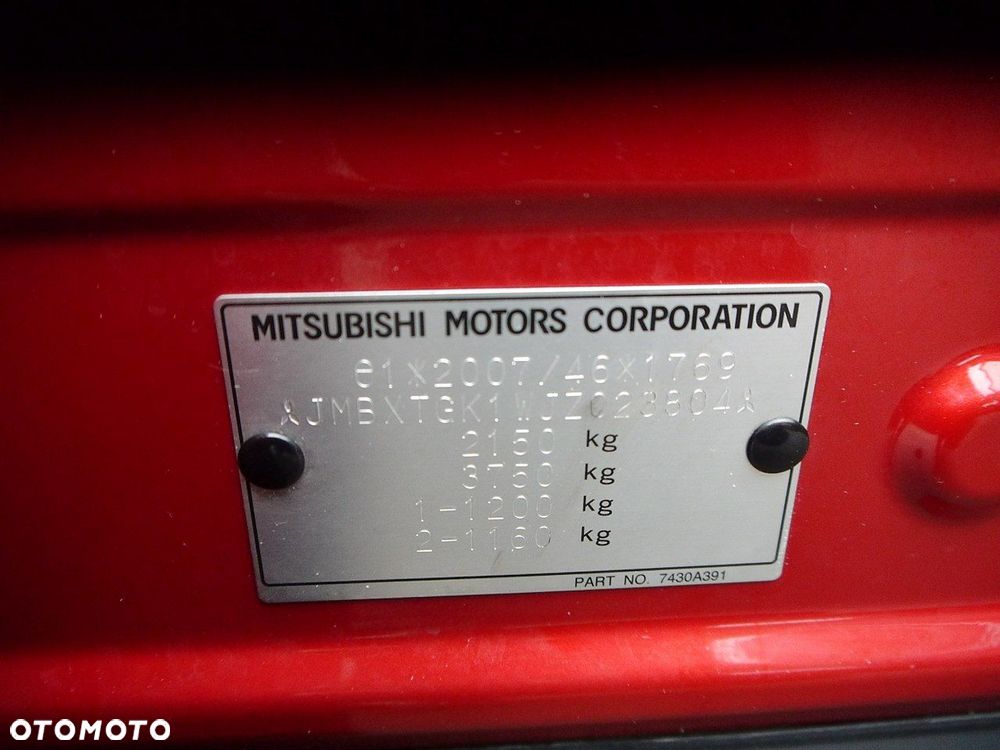 MITSUBISHI MOTORS CORPORATION
e1*2007/46*1769
JMBXTGK1WJZ023804
2150 kg
3750 kg
1-1200 kg
2-1160 kg
PART NO. 7430A391
OTOMOTO